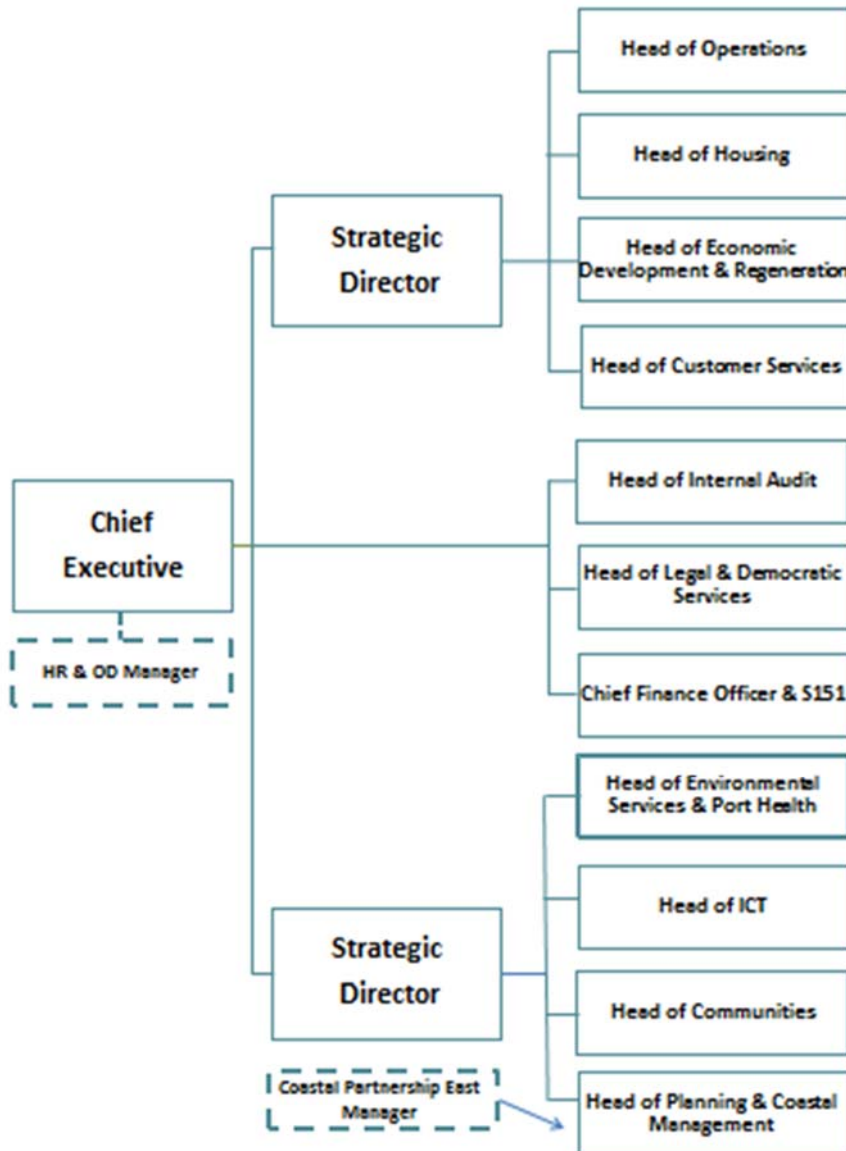 Head of Operations
Head of Housing
Strategic
Director
Head of Economic
Development & Regeneration
Head of Customer Services
Chief
Executive
HR & OD Manager
Head of Internal Audit
Head of Legal & Democratic
Services
Chief Finance Officer & S151
Head of Environmental
Services & Port Health
Head of ICT
Strategic
Director
Head of Communities
Coastal Partnership East
Manager
Head of Planning & Coastal
Management